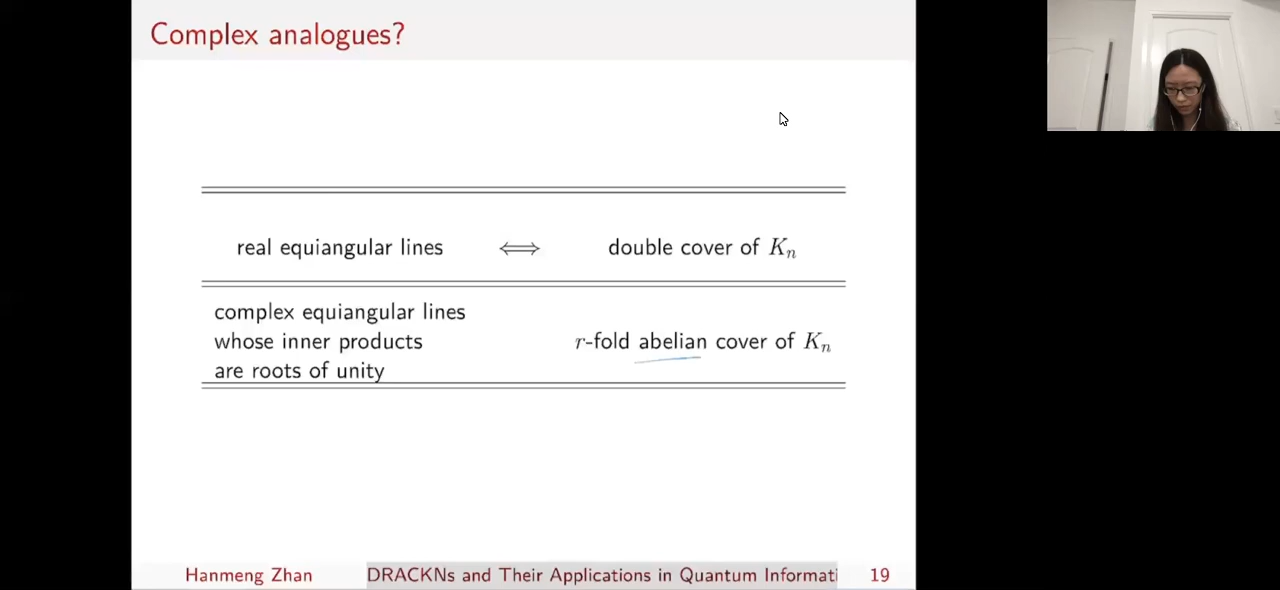 Complex analogues?
real equiangular lines ⟺ double cover of Kₙ
complex equiangular lines
whose inner products
are roots of unity
r-fold abelian cover of Kₙ
Hanmeng Zhan DRACKNs and Their Applications in Quantum Informati 19